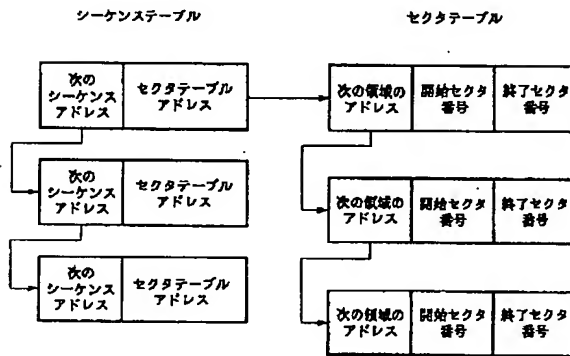 シーケンステーブル
セクタテーブル
次の
シーケンス
アドレス
セクタテーブル
アドレス
次の領域の
アドレス
開始セクタ
番号
終了セクタ
番号
次の
シーケンス
アドレス
セクタテーブル
アドレス
次の領域の
アドレス
開始セクタ
番号
終了セクタ
番号
次の
シーケンス
アドレス
セクタテーブル
アドレス
次の領域の
アドレス
開始セクタ
番号
終了セクタ
番号